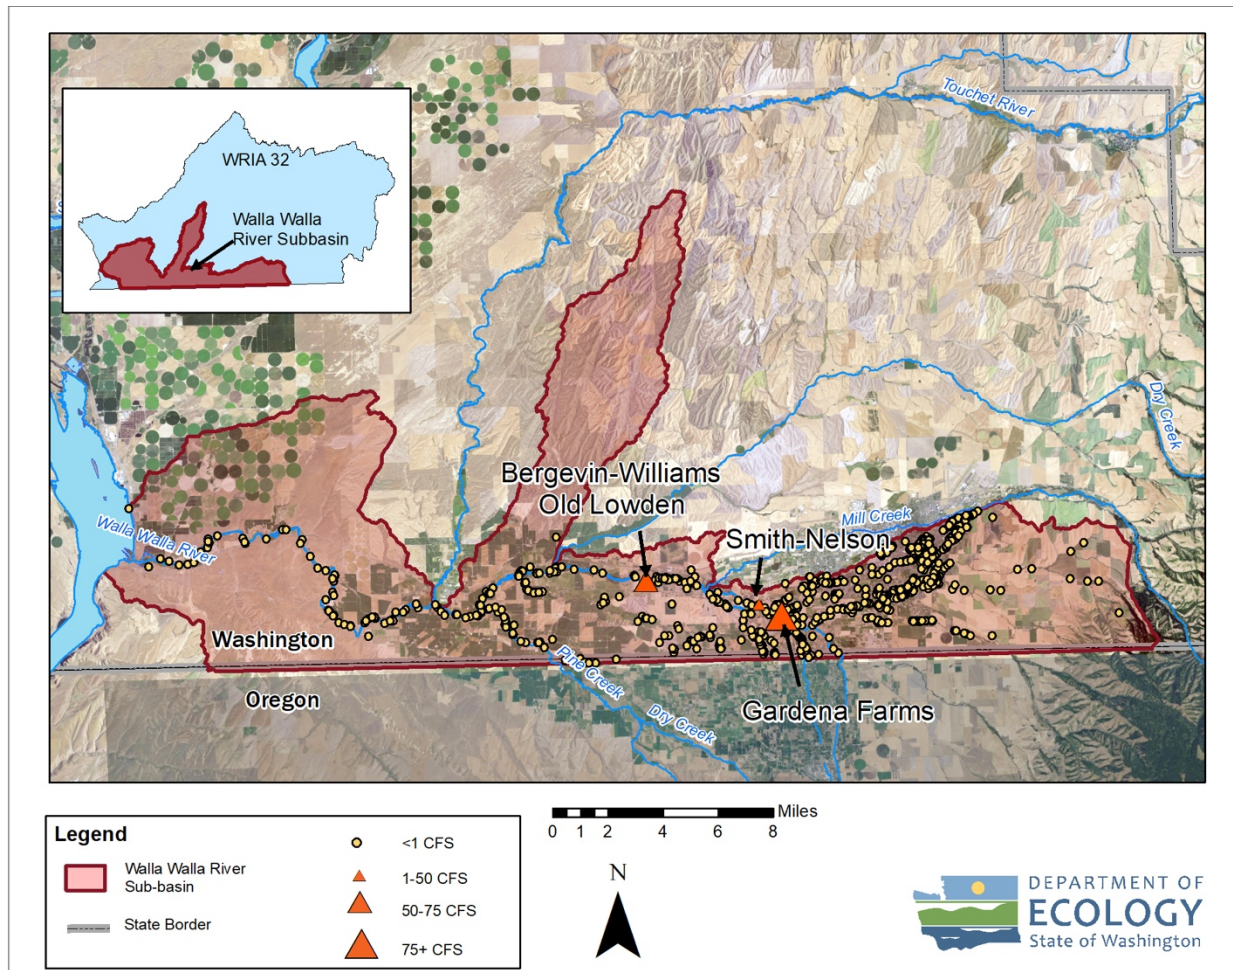 WRIA 32
Walla Walla
River Subbasin
Touchet River
Dry Creek
Bergevin-Williams
Old Lowden
Mill Creek
Smith-Nelson
Walla Walla River
Washington
Oregon
Pine Creek
Dry Creek
Gardena Farms
Miles
0 1 2 4 6 8
Legend
Walla Walla River
Sub-basin
State Border
<1 CFS
1-50 CFS
50-75 CFS
75+ CFS
N
DEPARTMENT OF
ECOLOGY
State of Washington